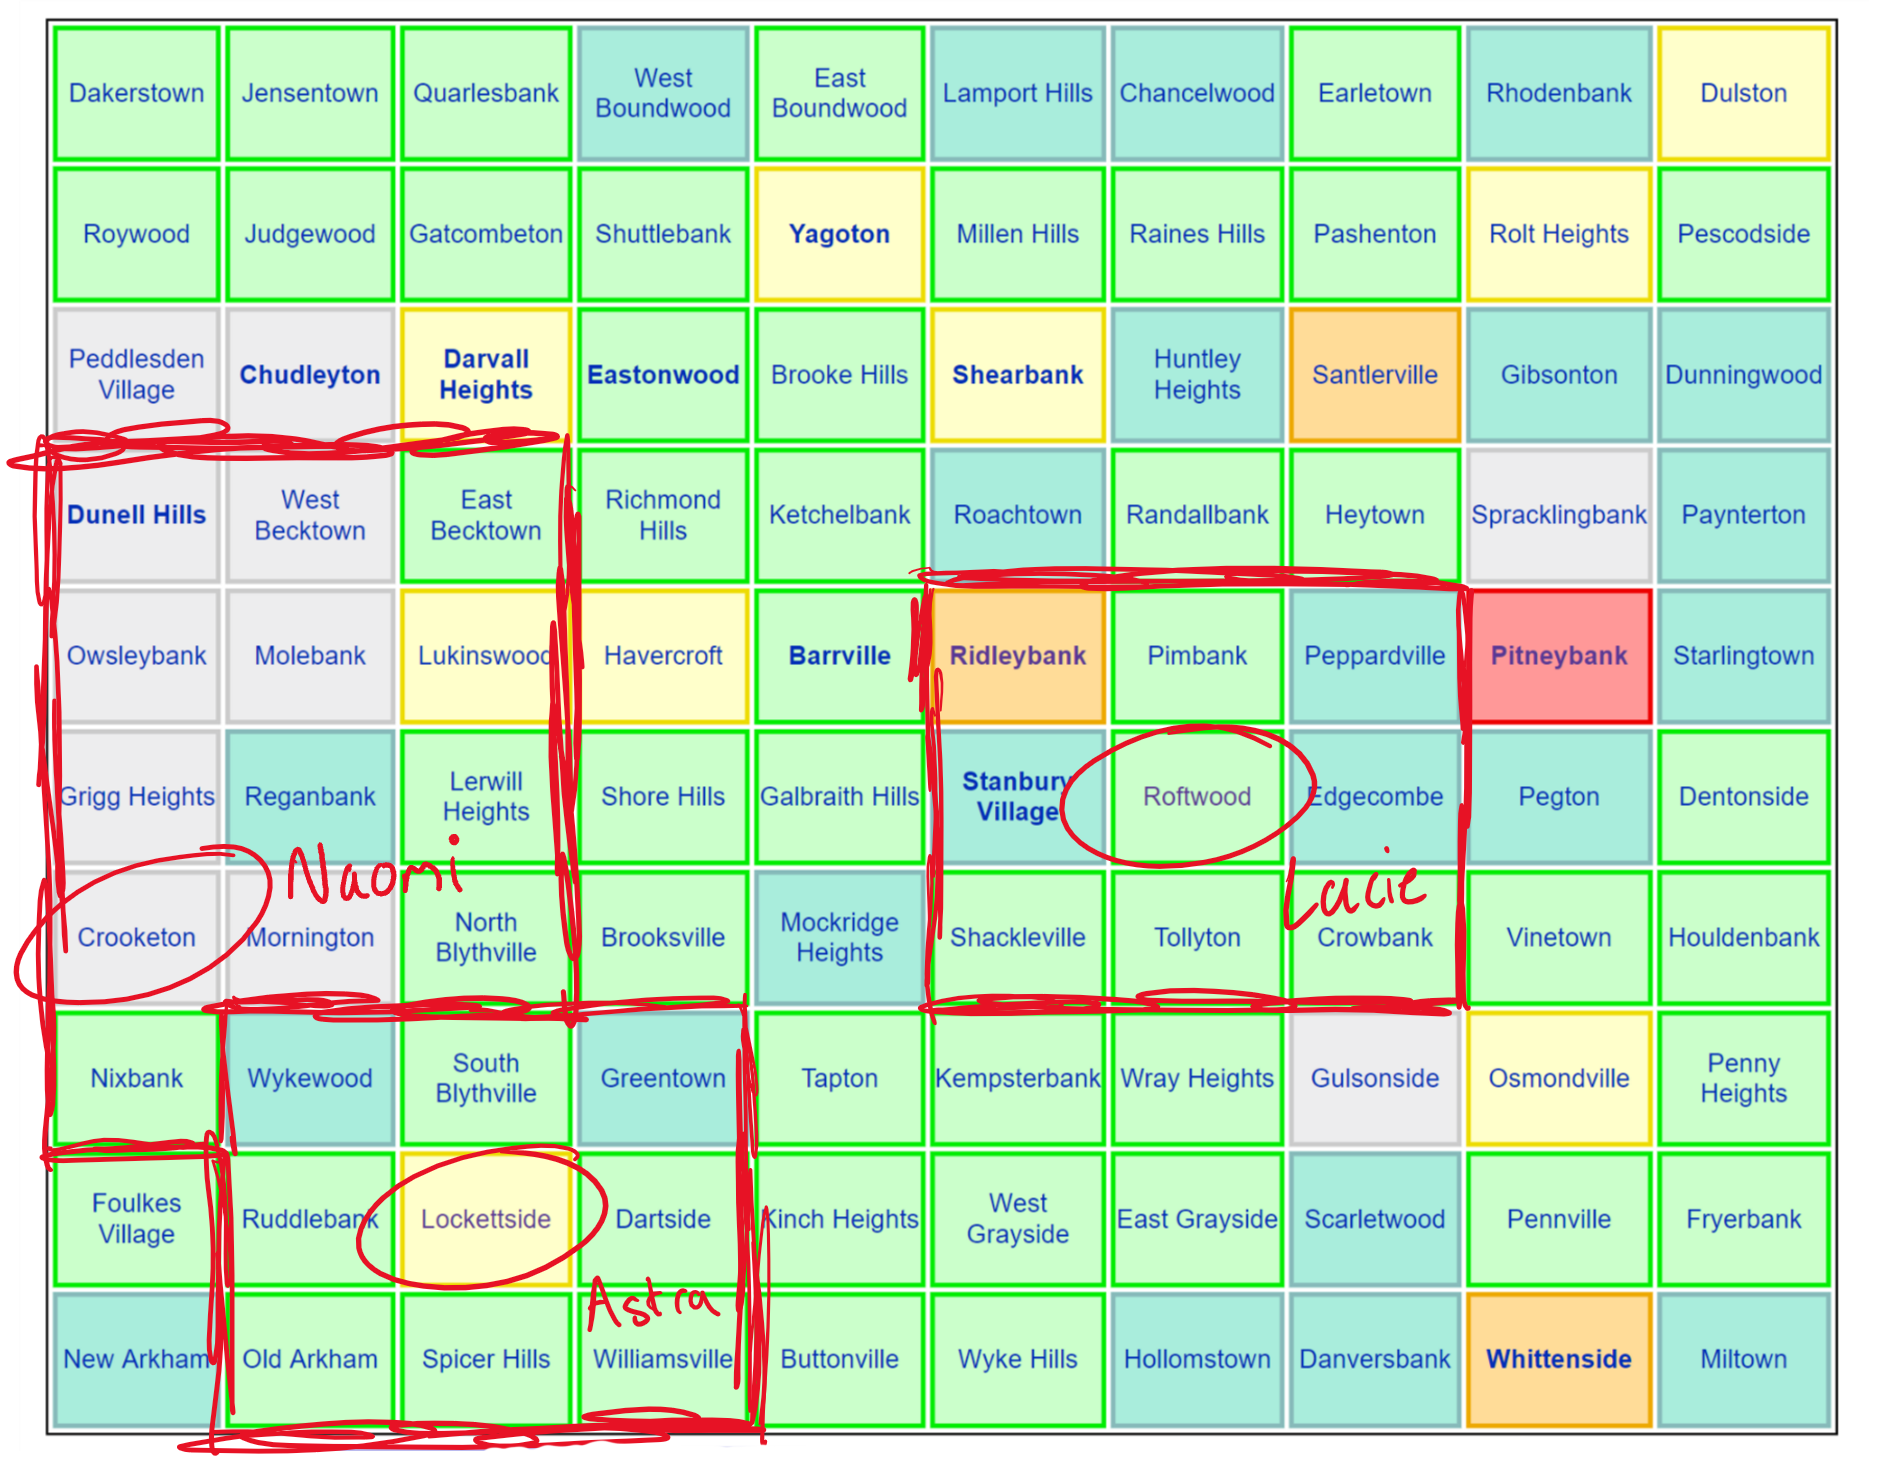 Dakerstown Jensentown Quarlesbank West Boundwood East Boundwood Lamport Hills Chancelwood Earletown Rhodenbank Dulston
Roywood Judgewood Gatcombeton Shuttlebank Yagoton Millen Hills Raines Hills Pashenton Rolt Heights Pescodside
Peddlesden Village Chudleyton Darvall Heights Eastonwood Brooke Hills Shearbank Huntley Heights Santlerville Gibsonton Dunningwood
Dunell Hills West Becktown East Becktown Richmond Hills Ketchelbank Roachtown Randallbank Heytown Spracklingbank Paynterton
Owsleybank Molebank Lukinswood Havercroft Barrville Ridleybank Pimbank Peppardville Pitneybank Starlingtown
Grigg Heights Reganbank Lerwill Heights Shore Hills Galbraith Hills Stanbury Village Roftwood Edgecombe Pegton Dentonside
Naomi Lacie
Crooketon Mornington North Blythville Brooksville Mockridge Heights Shackleville Tollyton Crowbank Vinetown Houldenbank
Nixbank Wykewood South Blythville Greentown Tapton Kempsterbank Wray Heights Gulsonside Osmondville Penny Heights
Foulkes Village Ruddlebank Lockettside Dartside Kinch Heights West Grayside East Grayside Scarletwood Pennville Fryerbank
Astra
New Arkham Old Arkham Spicer Hills Williamsville Buttonville Wyke Hills Hollomstown Danversbank Whittenside Miltown